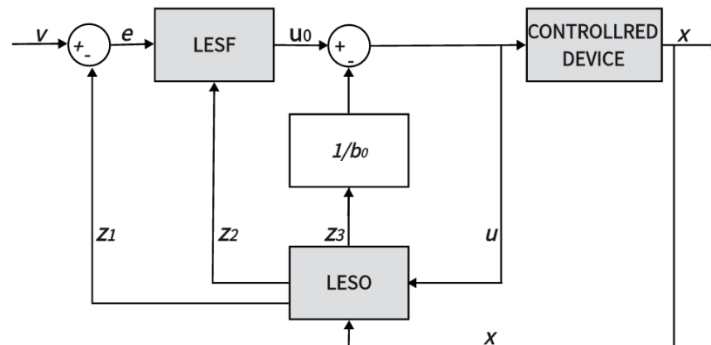 v
+
-
e
LESF
u0
+
-
CONTROLLRED
DEVICE
x
1/b0
z1
z2
z3
u
LESO
x